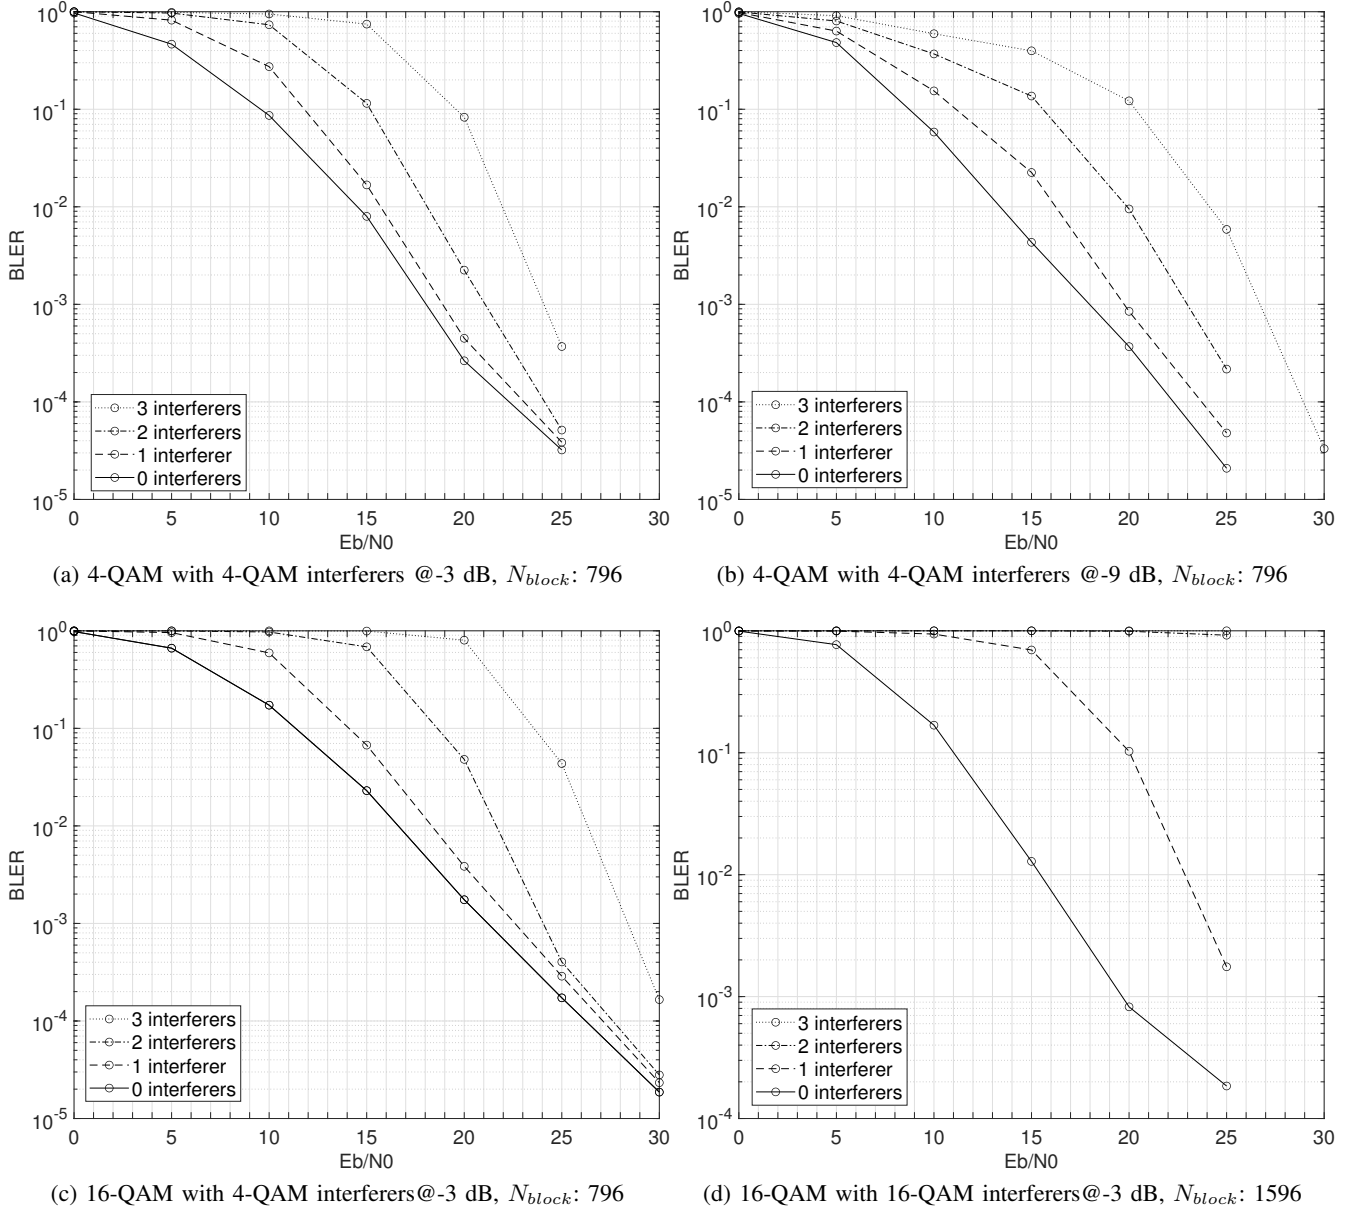 10^0
10^-1
10^-2
10^-3
10^-4
10^-5
BLER
3 interferers
2 interferers
1 interferer
0 interferers
0 5 10 15 20 25 30
Eb/N0
(a) 4-QAM with 4-QAM interferers @-3 dB, N_block: 796
10^0
10^-1
10^-2
10^-3
10^-4
10^-5
BLER
3 interferers
2 interferers
1 interferer
0 interferers
0 5 10 15 20 25 30
Eb/N0
(b) 4-QAM with 4-QAM interferers @-9 dB, N_block: 796
10^0
10^-1
10^-2
10^-3
10^-4
10^-5
BLER
3 interferers
2 interferers
1 interferer
0 interferers
0 5 10 15 20 25 30
Eb/N0
(c) 16-QAM with 4-QAM interferers@-3 dB, N_block: 796
10^0
10^-1
10^-2
10^-3
10^-4
BLER
3 interferers
2 interferers
1 interferer
0 interferers
0 5 10 15 20 25 30
Eb/N0
(d) 16-QAM with 16-QAM interferers@-3 dB, N_block: 1596